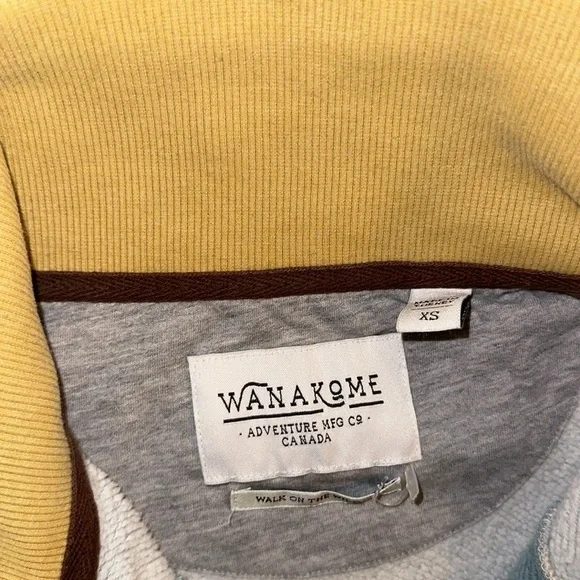 XS
WANAKOME
· ADVENTURE MFG CO ·
CANADA
WALK ON THE